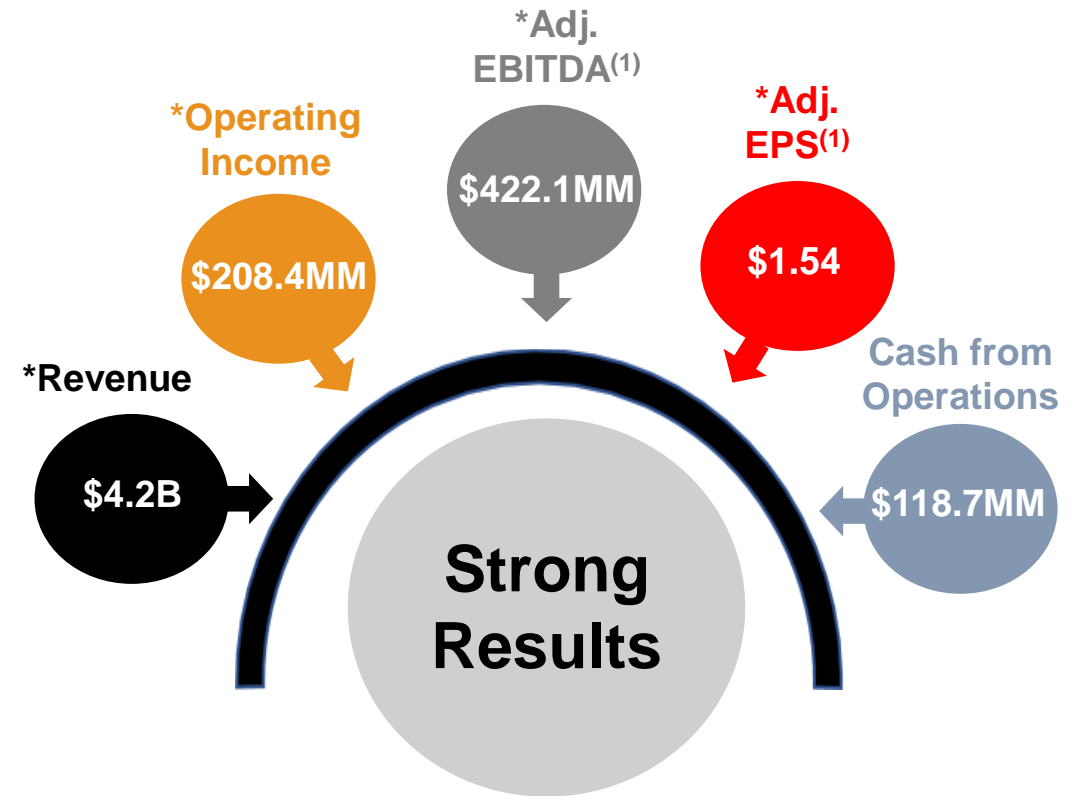 *Revenue
$4.2B
*Operating
Income
$208.4MM
*Adj.
EBITDA(1)
$422.1MM
*Adj.
EPS(1)
$1.54
Cash from
Operations
$118.7MM
Strong
Results